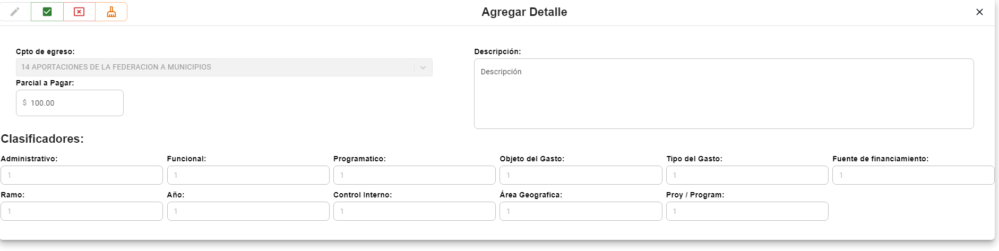 Agregar Detalle
Cpto de egreso:
14 APORTACIONES DE LA FEDERACION A MUNICIPIOS
Parcial a Pagar:
$ 100.00
Descripción:
Descripción
Clasificadores:
Administrativo: Funcional: Programatico: Objeto del Gasto: Tipo del Gasto: Fuente de financiamiento:
1 1 1 1 1 1
Ramo: Año: Control Interno: Área Geografica: Proy / Program:
1 1 1 1 1